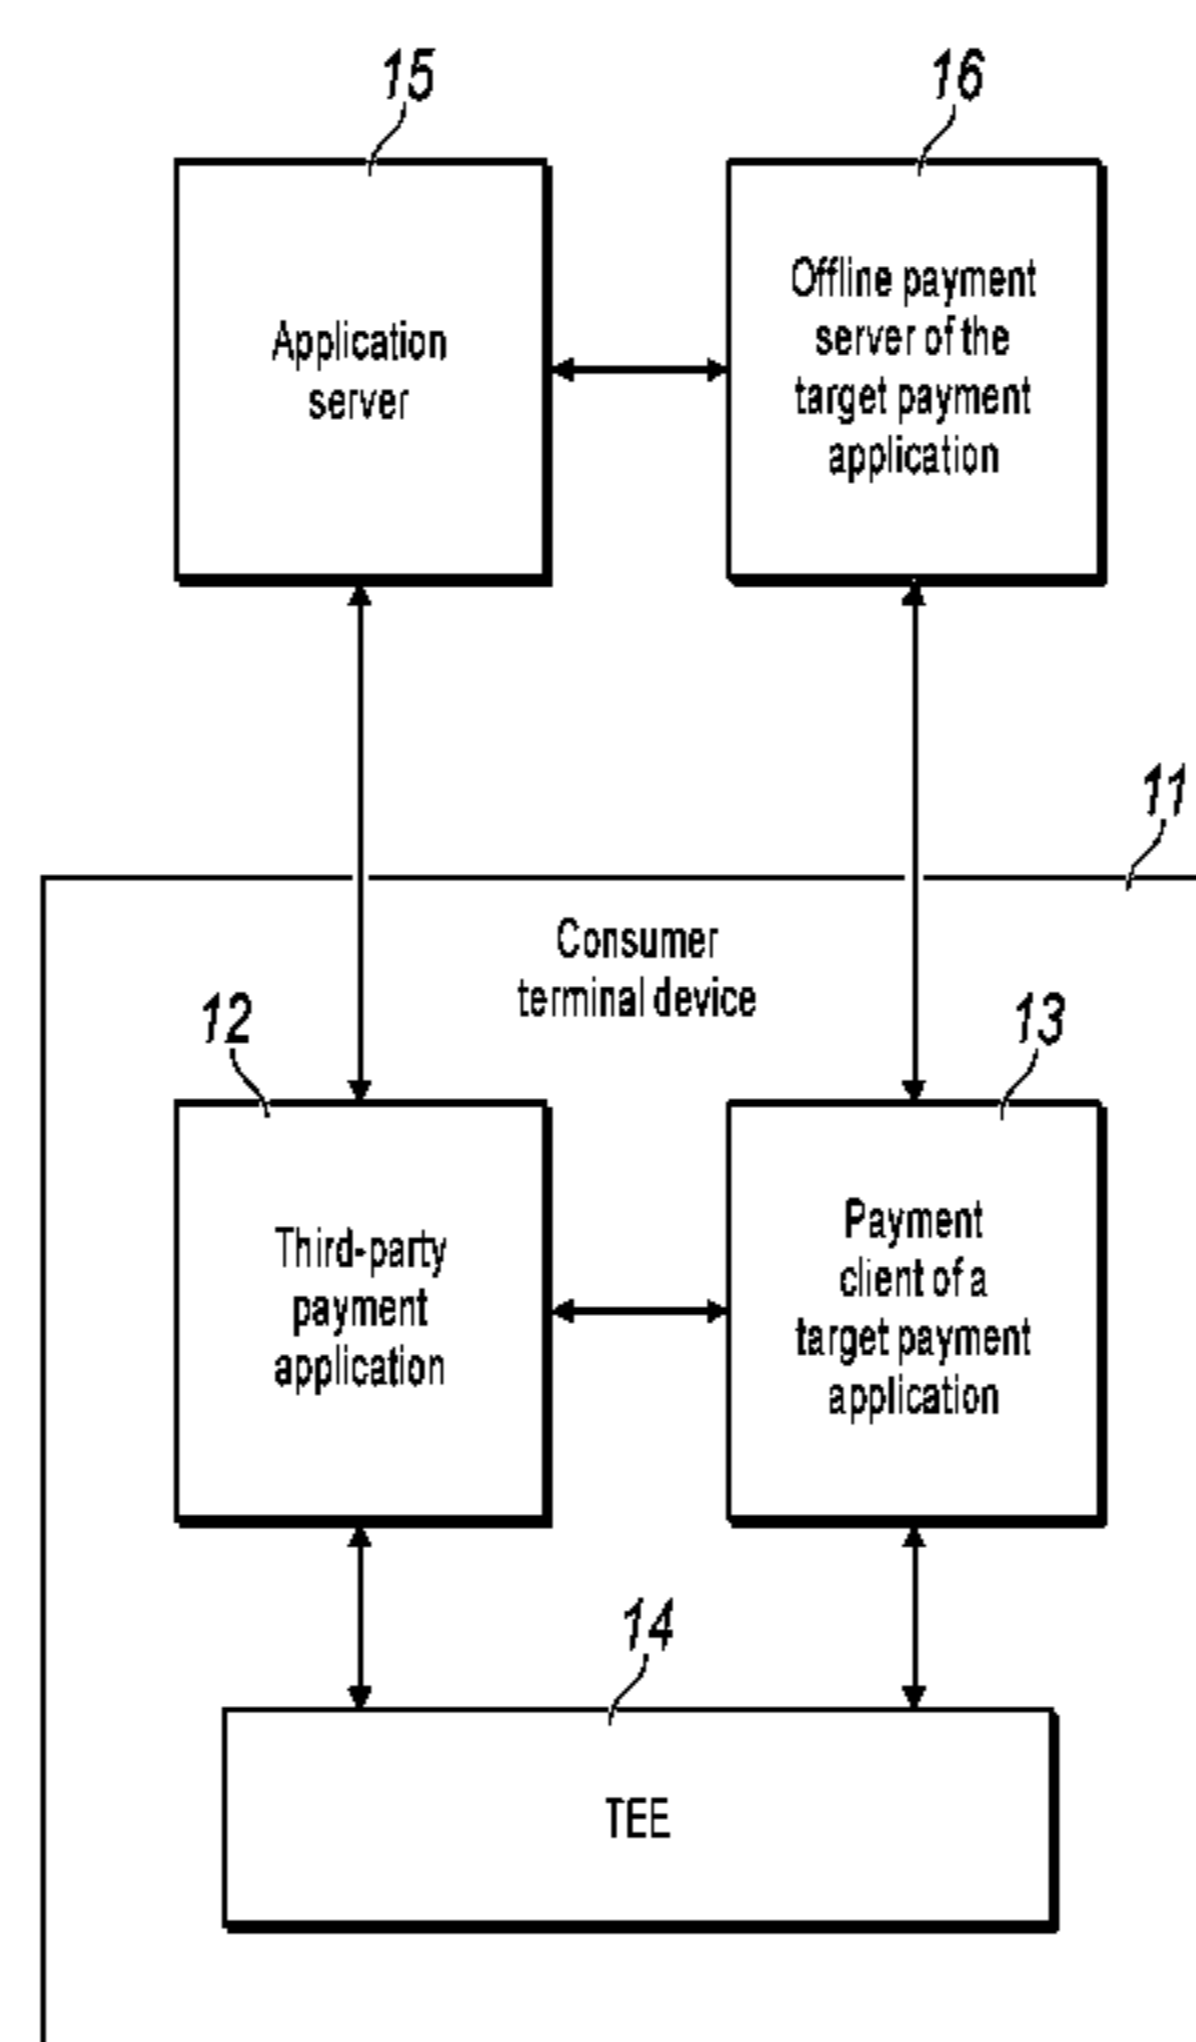 15
16
Application
server
Offline payment
server of the
target payment
application
11
Consumer
terminal device
12
13
Third-party
payment
application
Payment
client of a
target payment
application
14
TEE